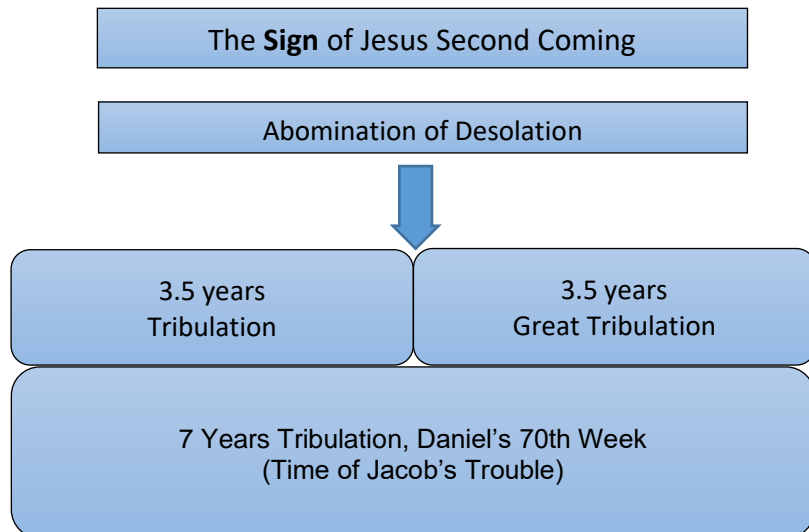 The Sign of Jesus Second Coming
Abomination of Desolation
3.5 years
Tribulation
3.5 years
Great Tribulation
7 Years Tribulation, Daniel’s 70th Week
(Time of Jacob’s Trouble)